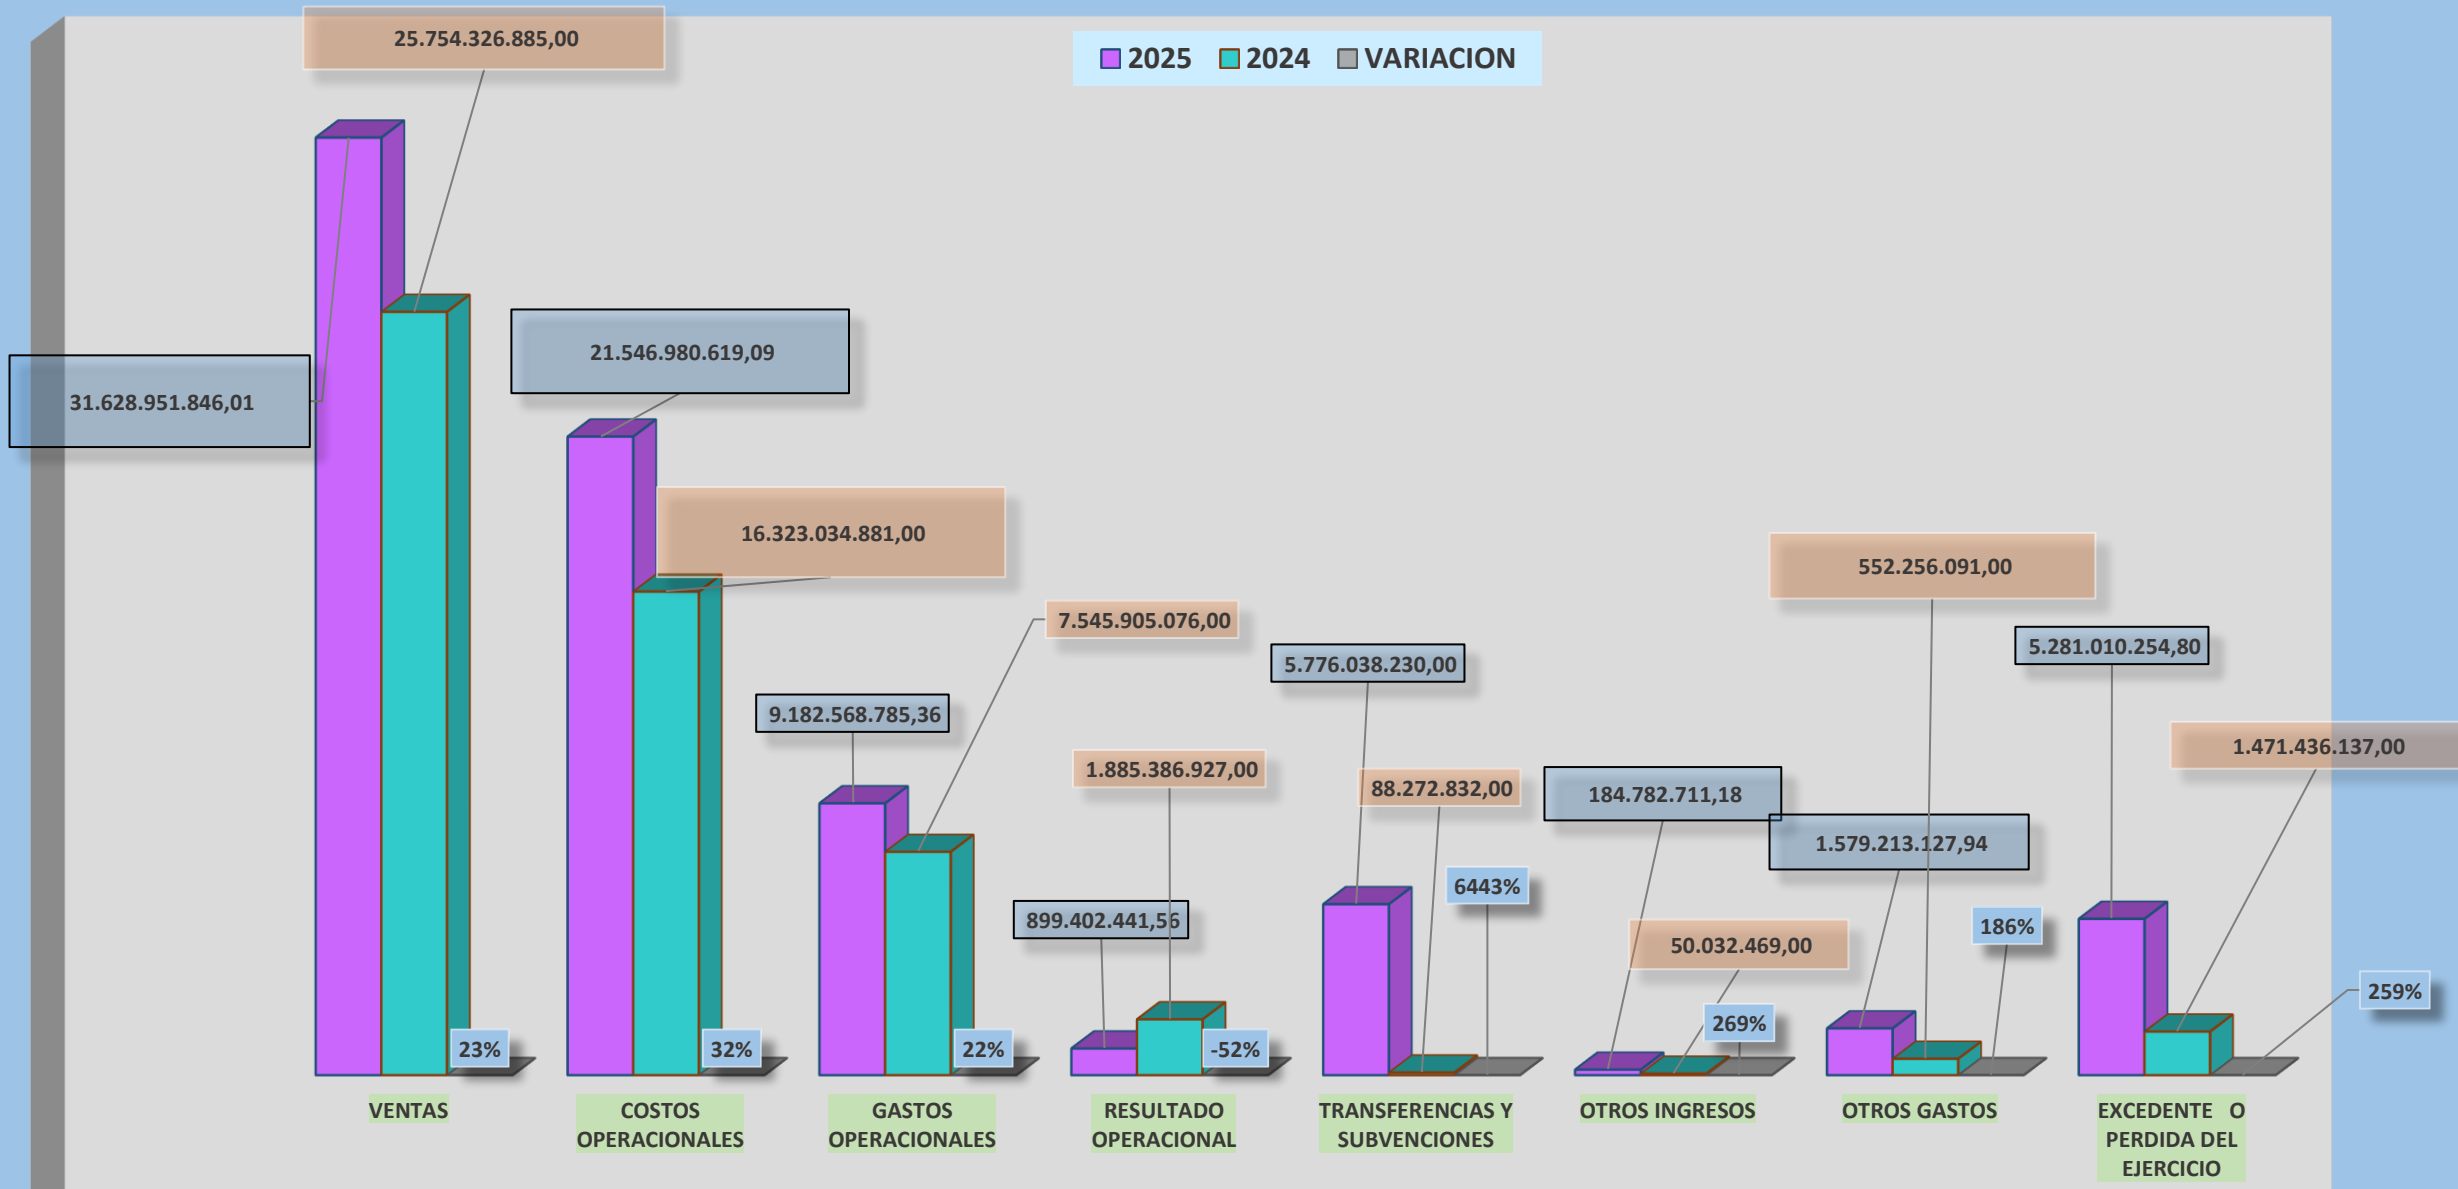 25.754.326.885,00
2025 2024 VARIACION
31.628.951.846,01
21.546.980.619,09
16.323.034.881,00
7.545.905.076,00
9.182.568.785,36
1.885.386.927,00
899.402.441,56
5.776.038.230,00
88.272.832,00
6443%
184.782.711,18
50.032.469,00
269%
552.256.091,00
1.579.213.127,94
186%
5.281.010.254,80
1.471.436.137,00
259%
23%
32%
22%
-52%
VENTAS
COSTOS
OPERACIONALES
GASTOS
OPERACIONALES
RESULTADO
OPERACIONAL
TRANSFERENCIAS Y
SUBVENCIONES
OTROS INGRESOS
OTROS GASTOS
EXCEDENTE O
PERDIDA DEL
EJERCICIO